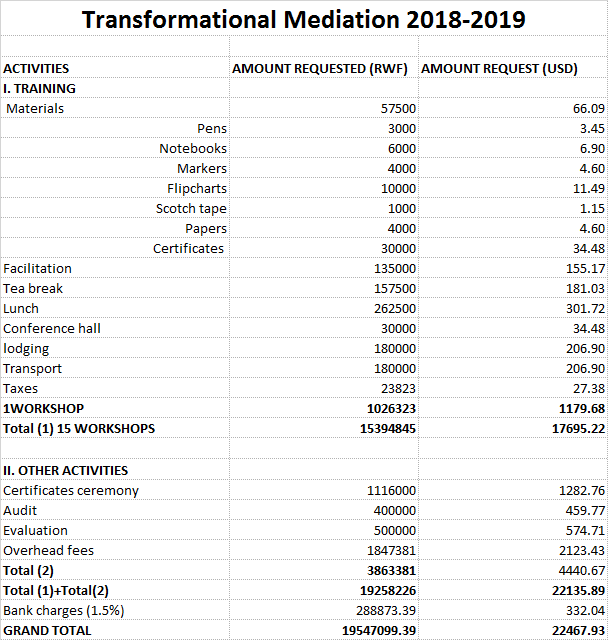 Transformational Mediation 2018-2019
ACTIVITIES AMOUNT REQUESTED (RWF) AMOUNT REQUEST (USD)
I. TRAINING
Materials 57500 66.09
Pens 3000 3.45
Notebooks 6000 6.90
Markers 4000 4.60
Flipcharts 10000 11.49
Scotch tape 1000 1.15
Papers 4000 4.60
Certificates 30000 34.48
Facilitation 135000 155.17
Tea break 157500 181.03
Lunch 262500 301.72
Conference hall 30000 34.48
lodging 180000 206.90
Transport 180000 206.90
Taxes 23823 27.38
1WORKSHOP 1026323 1179.68
Total (1) 15 WORKSHOPS 15394845 17695.22
II. OTHER ACTIVITIES
Certificates ceremony 1116000 1282.76
Audit 400000 459.77
Evaluation 500000 574.71
Overhead fees 1847381 2123.43
Total (2) 3863381 4440.67
Total (1)+Total(2) 19258226 22135.89
Bank charges (1.5%) 288873.39 332.04
GRAND TOTAL 19547099.39 22467.93